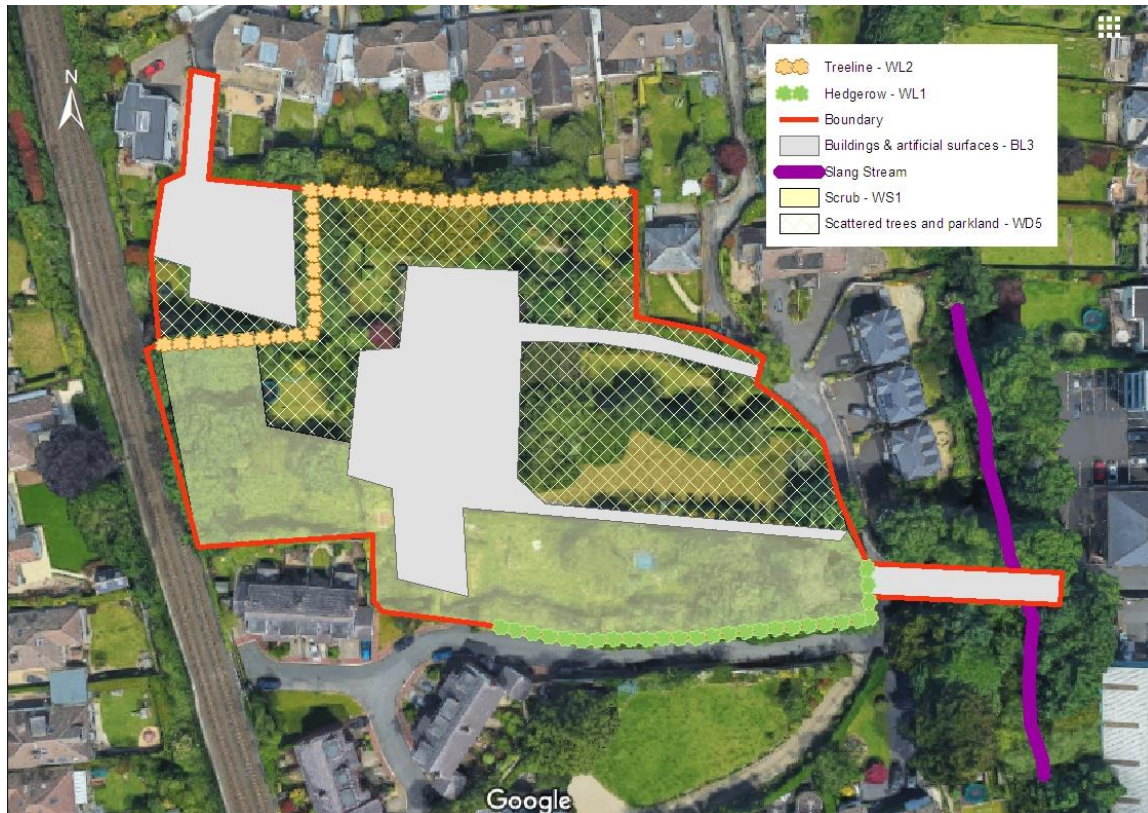 N
Treeline - WL2
Hedgerow - WL1
Boundary
Buildings & artificial surfaces - BL3
Slang Stream
Scrub - WS1
Scattered trees and parkland - WD5
Google